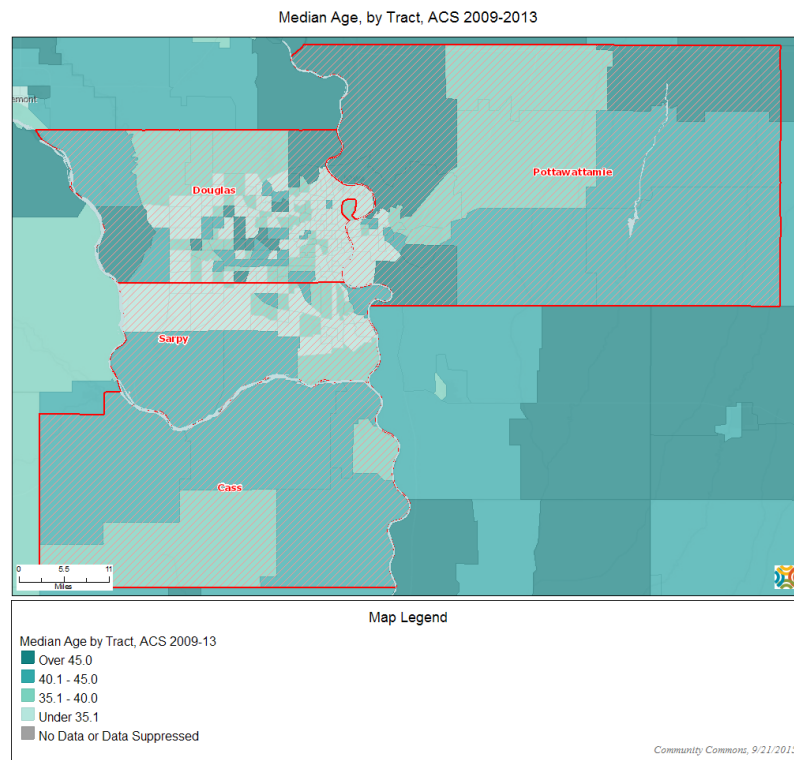 Median Age, by Tract, ACS 2009-2013
emont
Douglas
Pottawattamie
Sarpy
Cass
0 5.5 11
Miles
Map Legend
Median Age by Tract, ACS 2009-13
Over 45.0
40.1 - 45.0
35.1 - 40.0
Under 35.1
No Data or Data Suppressed
Community Commons, 9/21/2015